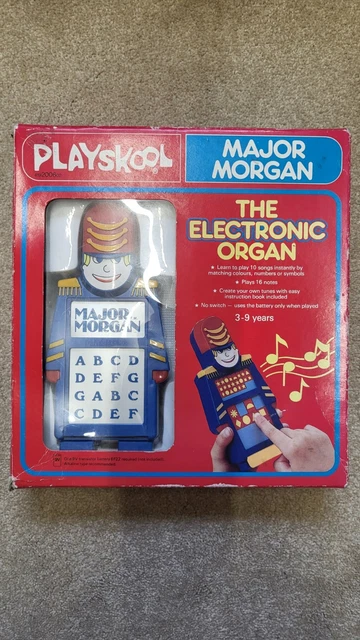 PLAYSKOOL
MAJOR
MORGAN
THE
ELECTRONIC
ORGAN
• Learn to play 10 songs instantly by
matching colours, numbers or symbols
• Plays 16 notes
• Create your own tunes with easy
instruction book included
• No switch – uses the battery only when played
3-9 years
MAJOR
MORGAN
A B C D
D E F G
G A B C
C D E F